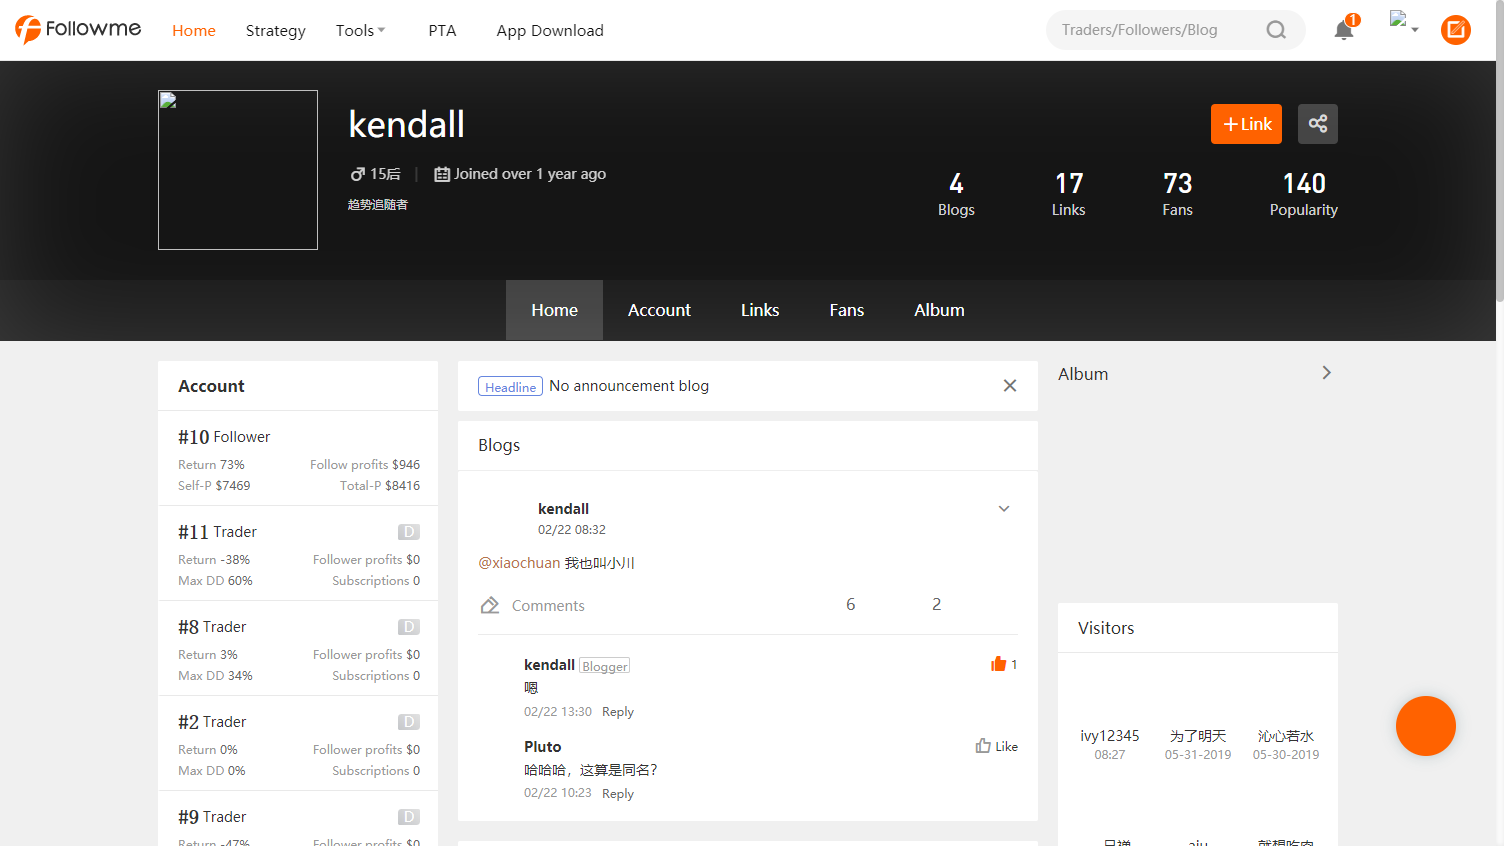 Followme Home Strategy Tools PTA App Download Traders/Followers/Blog 1
kendall
+Link
15后 Joined over 1 year ago
趋势追随者
4 17 73 140
Blogs Links Fans Popularity
Home Account Links Fans Album
Account
#10 Follower
Return 73% Follow profits $946
Self-P $7469 Total-P $8416
#11 Trader D
Return -38% Follower profits $0
Max DD 60% Subscriptions 0
#8 Trader D
Return 3% Follower profits $0
Max DD 34% Subscriptions 0
#2 Trader D
Return 0% Follower profits $0
Max DD 0% Subscriptions 0
#9 Trader D
Return -47% Follower profits $0
Headline No announcement blog
Blogs
kendall
02/22 08:32
@xiaochuan 我也叫小川
Comments 6 2
kendall Blogger 1
嗯
02/22 13:30 Reply
Pluto Like
哈哈哈，这算是同名?
02/22 10:23 Reply
Album
Visitors
ivy12345 为了明天 沁心若水
08:27 05-31-2019 05-30-2019